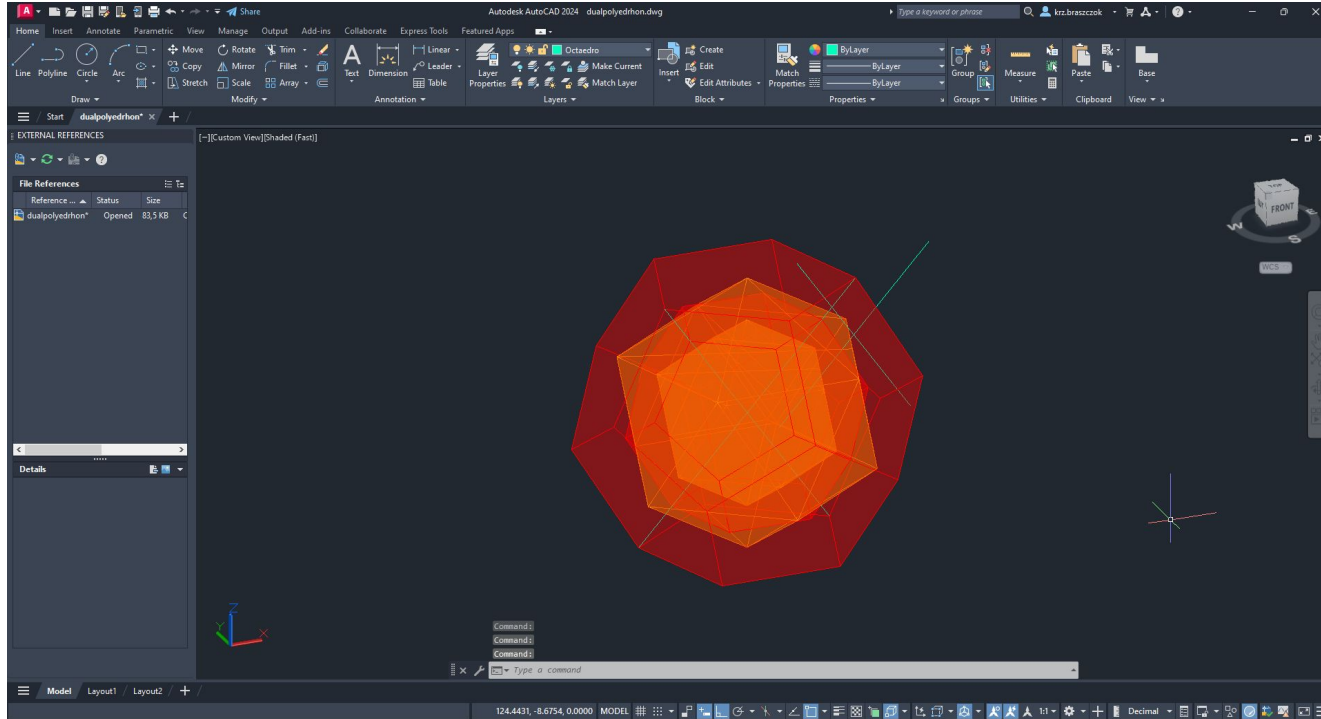 Share
Autodesk AutoCAD 2024 dualpolyedrhon.dwg
Type a keyword or phrase
krz.braszczok
Home Insert Annotate Parametric View Manage Output Add-ins Collaborate Express Tools Featured Apps
Line Polyline Circle Arc
Move Rotate Trim
Copy Mirror Fillet
Stretch Scale Array
Text Dimension
Linear
Leader
Table
Layer Properties
Octaedro
Make Current
Match Layer
Insert
Create
Edit
Edit Attributes
Match Properties
ByLayer
ByLayer
ByLayer
Group
Measure
Paste
Base
Draw Modify Annotation Layers Block Properties Groups Utilities Clipboard View
Start dualpolyedrhon*
EXTERNAL REFERENCES
[−][Custom View][Shaded (Fast)]
File References
Reference ... Status Size
dualpolyedrhon* Opened 83,5 KB
TOP
FRONT
W
S
WCS
Details
Z
Y
X
Command:
Command:
Command:
Type a command
Model Layout1 Layout2
124.4431, -8.6754, 0.0000 MODEL
1:1
Decimal